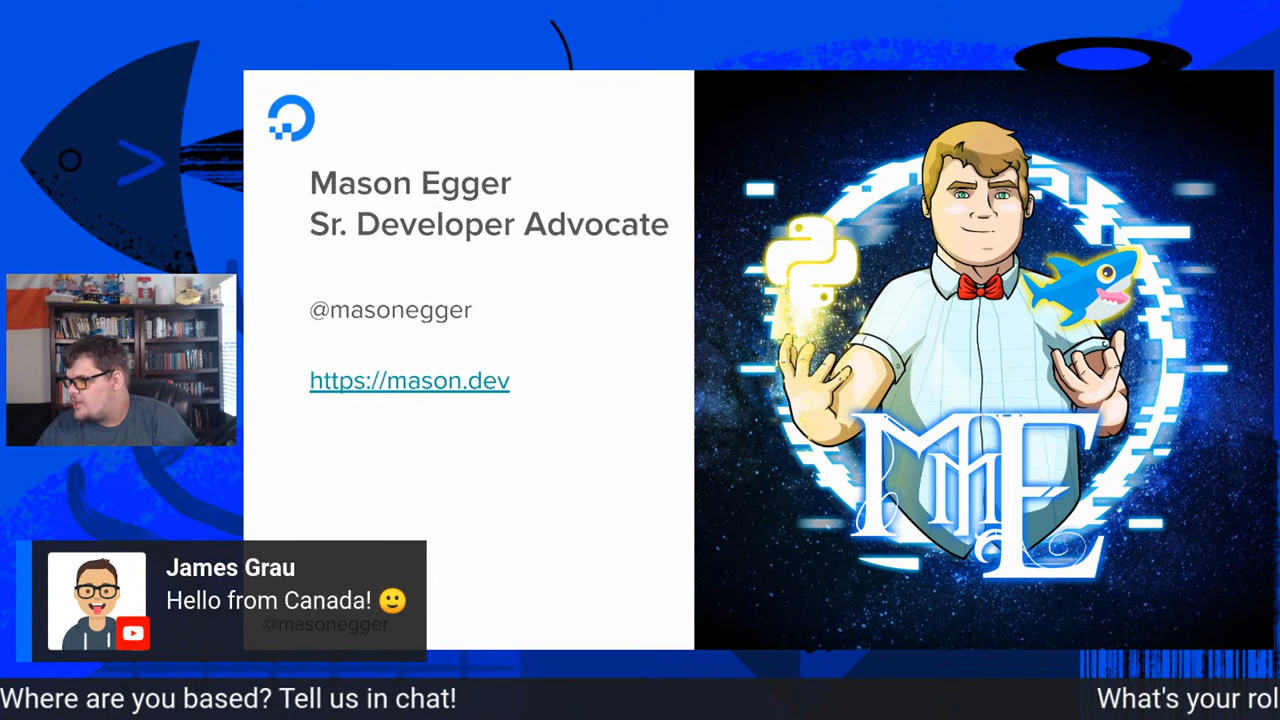 Mason Egger
Sr. Developer Advocate
@masonegger
https://mason.dev
MmE
James Grau
Hello from Canada! 🙂
@masonegger
Where are you based? Tell us in chat!
What's your rol